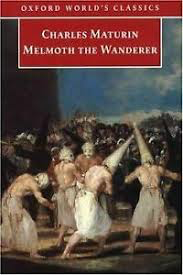 OXFORD WORLD'S CLASSICS
CHARLES MATURIN
MELMOTH THE WANDERER